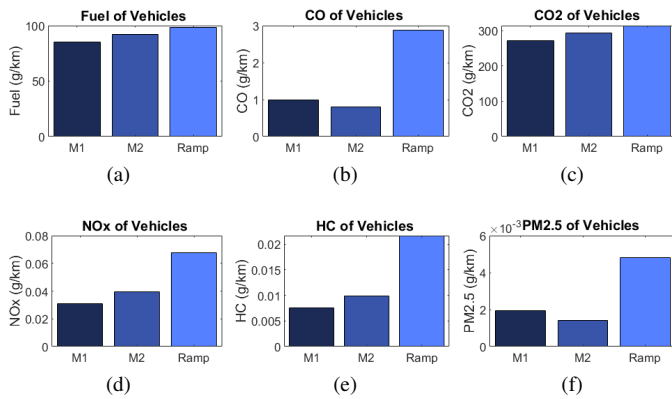 Fuel of Vehicles
CO of Vehicles
CO2 of Vehicles
Fuel (g/km)
100
50
0
M1 M2 Ramp
CO (g/km)
3
2
1
0
M1 M2 Ramp
CO2 (g/km)
300
200
100
0
M1 M2 Ramp
(a)
(b)
(c)
NOx of Vehicles
HC of Vehicles
×10⁻³PM2.5 of Vehicles
NOx (g/km)
0.08
0.06
0.04
0.02
0
M1 M2 Ramp
HC (g/km)
0.02
0.015
0.01
0.005
0
M1 M2 Ramp
PM2.5 (g/km)
6
4
2
0
M1 M2 Ramp
(d)
(e)
(f)